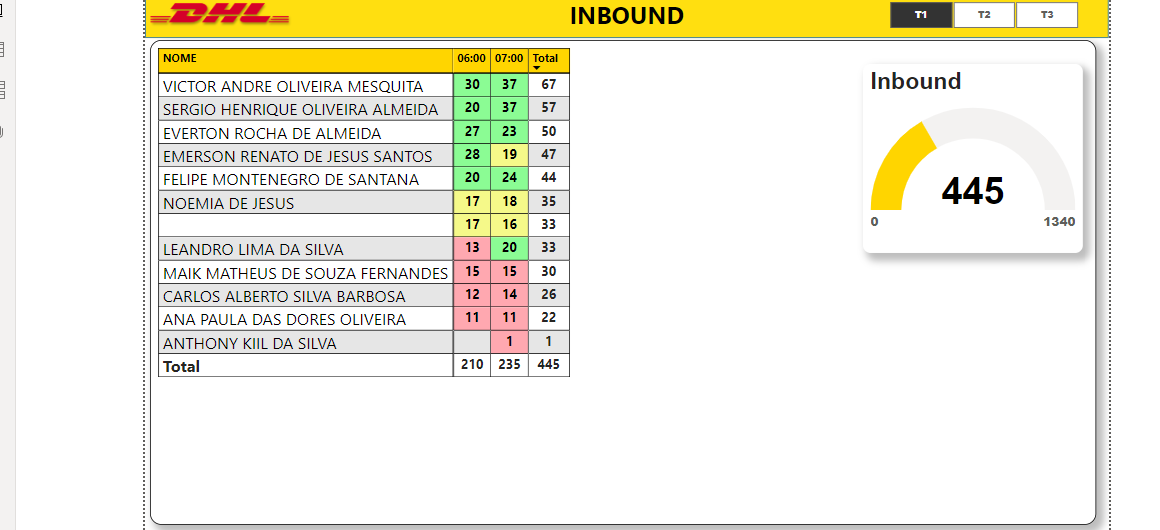 DHL INBOUND T1 T2 T3
NOME 06:00 07:00 Total
VICTOR ANDRE OLIVEIRA MESQUITA 30 37 67
SERGIO HENRIQUE OLIVEIRA ALMEIDA 20 37 57
EVERTON ROCHA DE ALMEIDA 27 23 50
EMERSON RENATO DE JESUS SANTOS 28 19 47
FELIPE MONTENEGRO DE SANTANA 20 24 44
NOEMIA DE JESUS 17 18 35
17 16 33
LEANDRO LIMA DA SILVA 13 20 33
MAIK MATHEUS DE SOUZA FERNANDES 15 15 30
CARLOS ALBERTO SILVA BARBOSA 12 14 26
ANA PAULA DAS DORES OLIVEIRA 11 11 22
ANTHONY KIIL DA SILVA 1 1
Total 210 235 445
Inbound
445
0 1340